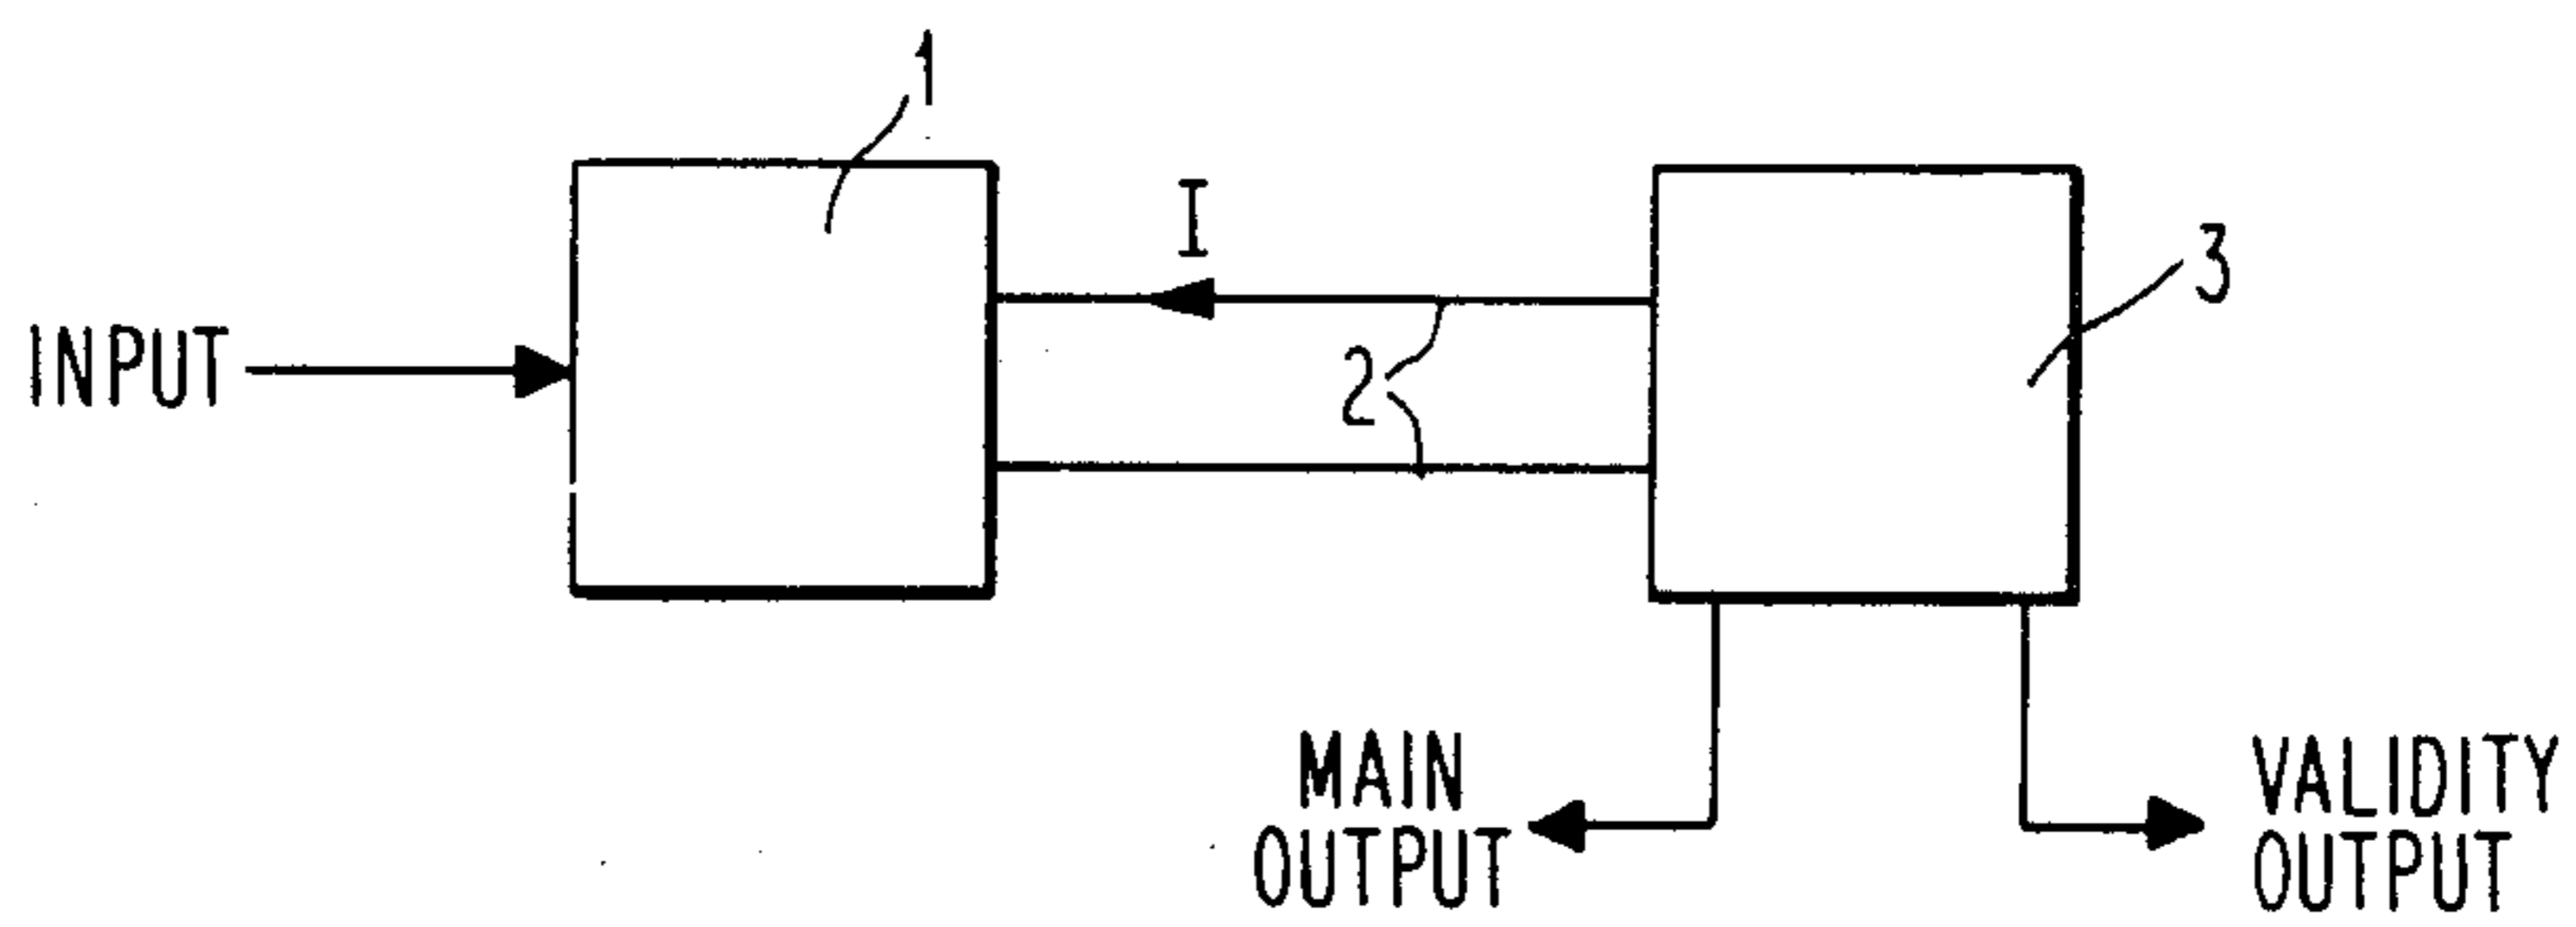 1
I
3
INPUT
2
MAIN
OUTPUT
VALIDITY
OUTPUT